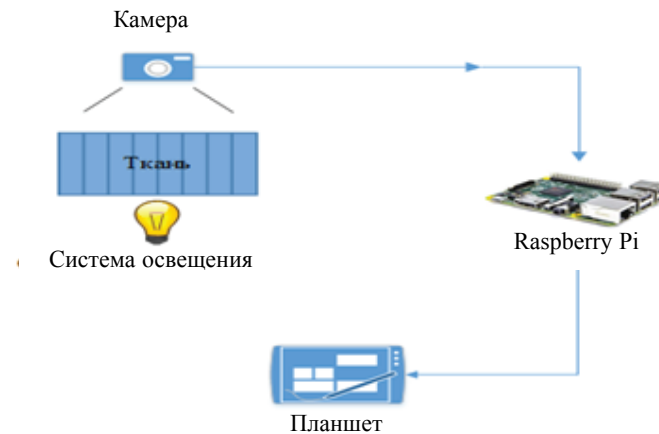 Камера
Ткань
Система освещения
Raspberry Pi
Планшет